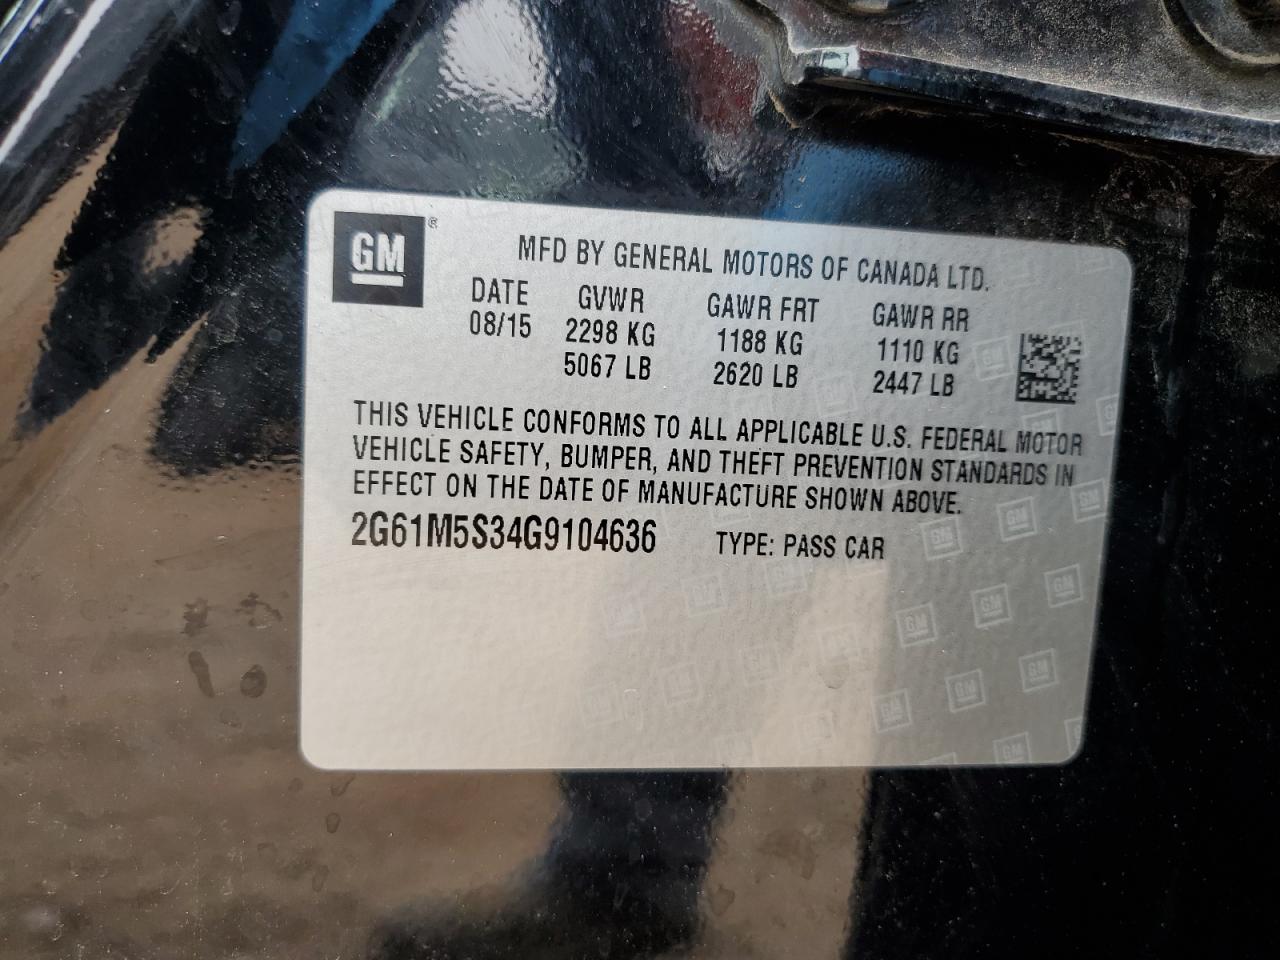 GM®
MFD BY GENERAL MOTORS OF CANADA LTD.
DATE GVWR GAWR FRT GAWR RR
08/15 2298 KG 1188 KG 1110 KG
5067 LB 2620 LB 2447 LB
THIS VEHICLE CONFORMS TO ALL APPLICABLE U.S. FEDERAL MOTOR
VEHICLE SAFETY, BUMPER, AND THEFT PREVENTION STANDARDS IN
EFFECT ON THE DATE OF MANUFACTURE SHOWN ABOVE.
2G61M5S34G9104636 TYPE: PASS CAR